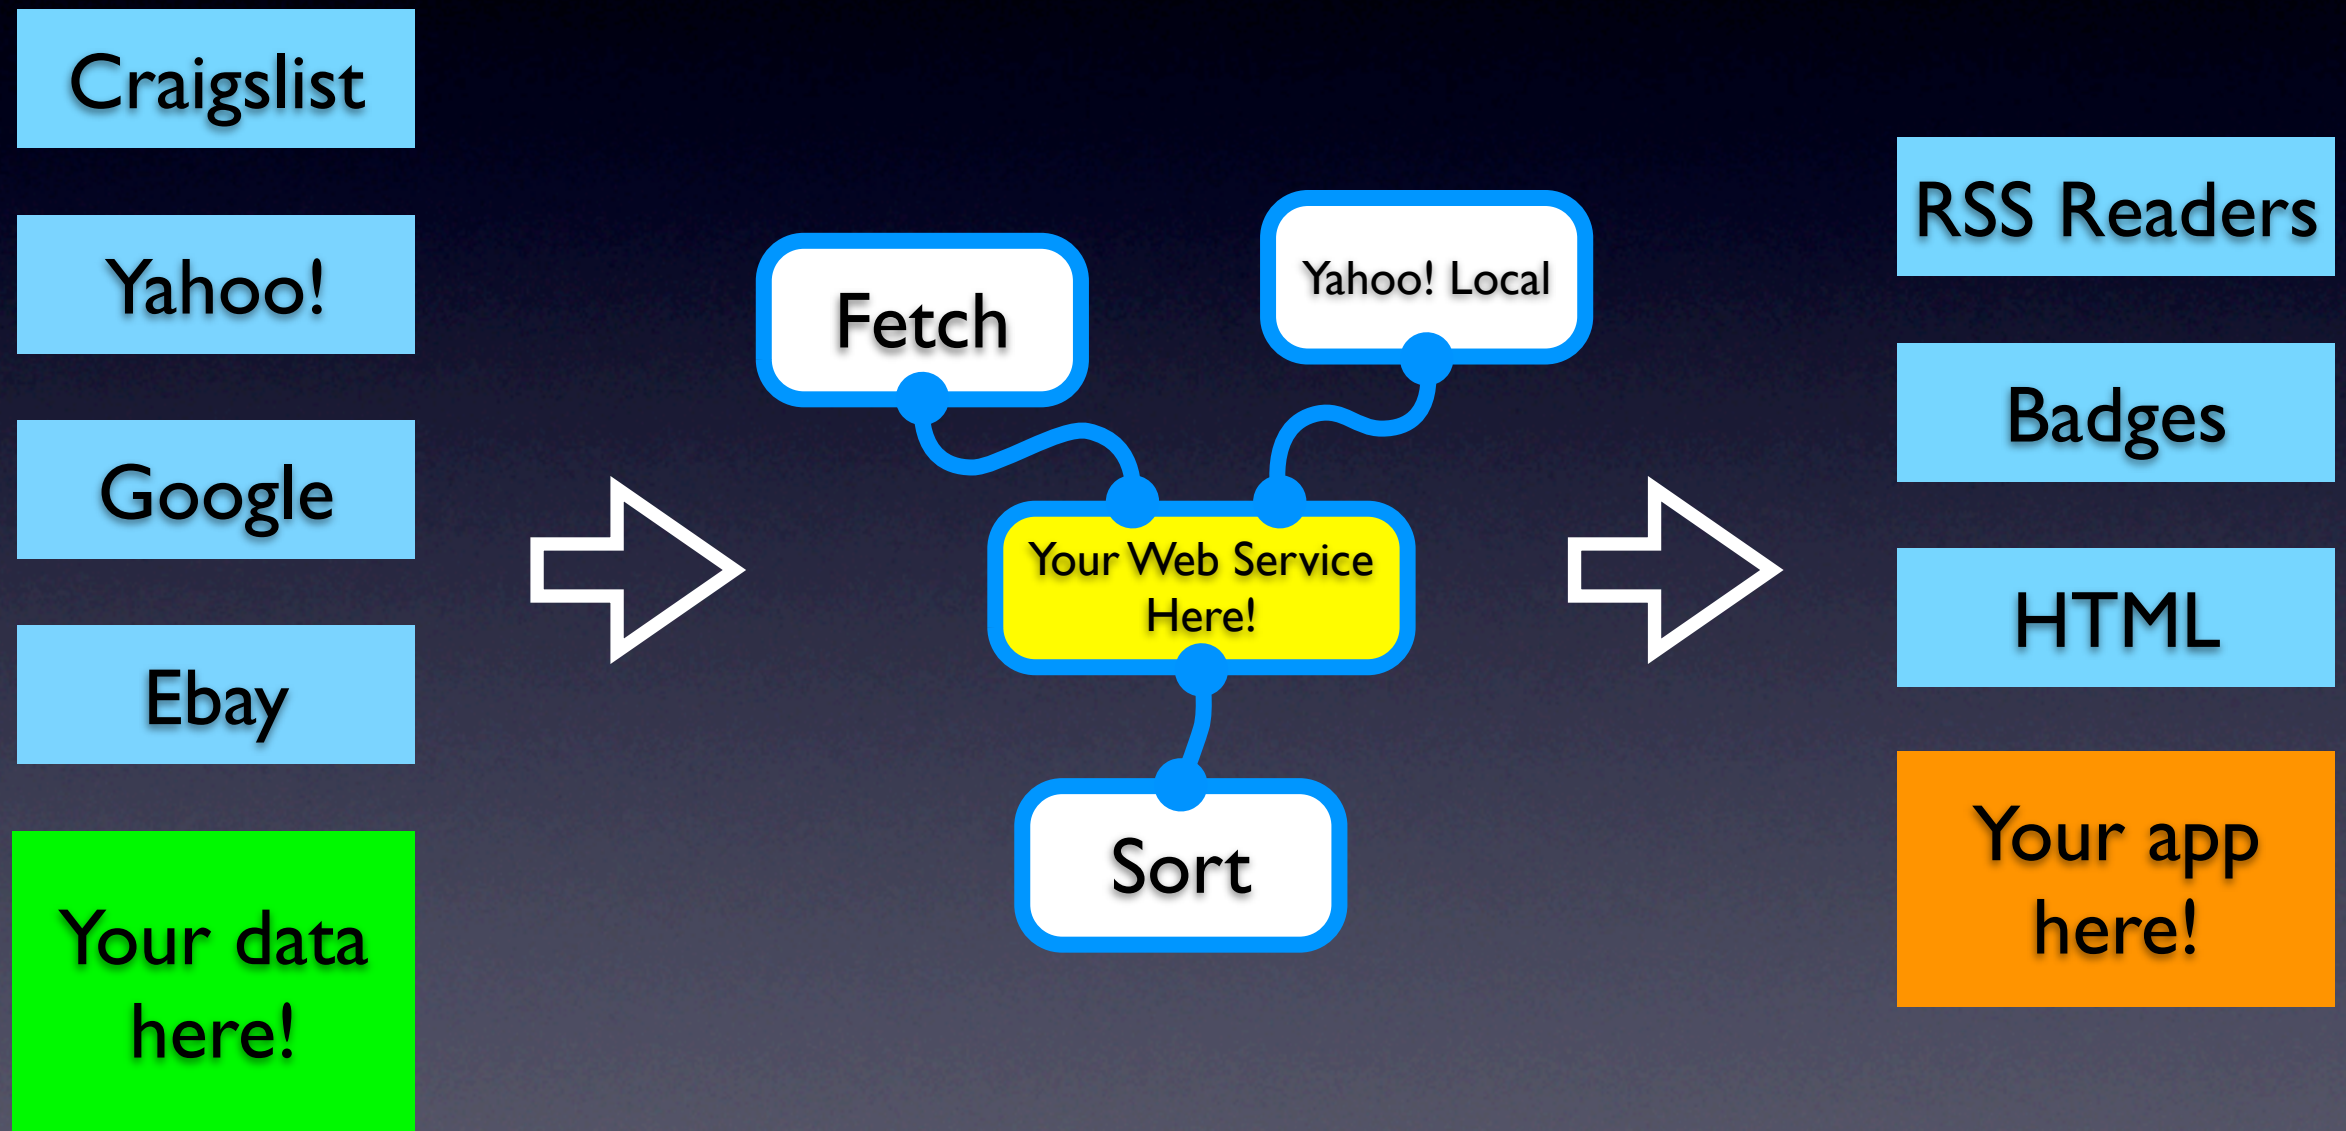 Craigslist
Yahoo!
Google
Ebay
Your data
here!
Fetch
Yahoo! Local
Your Web Service
Here!
Sort
RSS Readers
Badges
HTML
Your app
here!